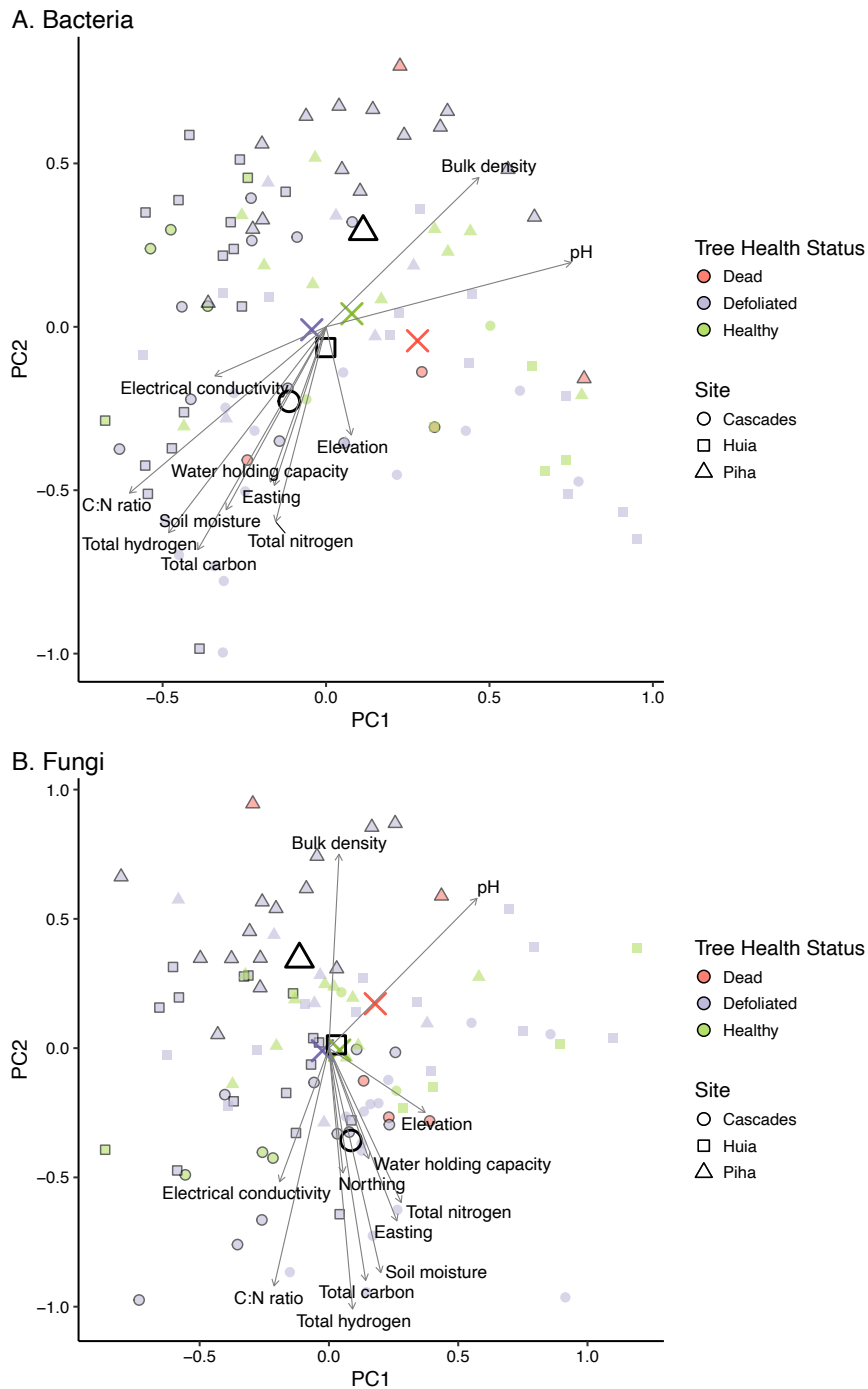 A. Bacteria
0.5
0.0
−0.5
−1.0
PC2
Bulk density
pH
Electrical conductivity
Elevation
Water holding capacity
C:N ratio
Easting
Soil moisture
Total hydrogen
Total nitrogen
Total carbon
−0.5
0.0
0.5
1.0
PC1
Tree Health Status
Dead
Defoliated
Healthy
Site
Cascades
Huia
Piha
B. Fungi
1.0
0.5
0.0
−0.5
−1.0
PC2
Bulk density
pH
Elevation
Water holding capacity
Electrical conductivity
Northing
Total nitrogen
Easting
Soil moisture
C:N ratio
Total carbon
Total hydrogen
−0.5
0.0
0.5
1.0
PC1
Tree Health Status
Dead
Defoliated
Healthy
Site
Cascades
Huia
Piha